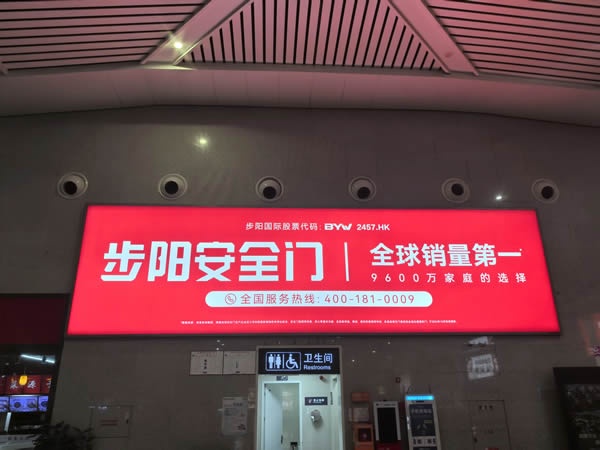 步阳国际股票代码: BYW 2457.HK
步阳安全门
全球销量第一
9600万家庭的选择
全国服务热线: 400-181-0009
卫生间
Restrooms